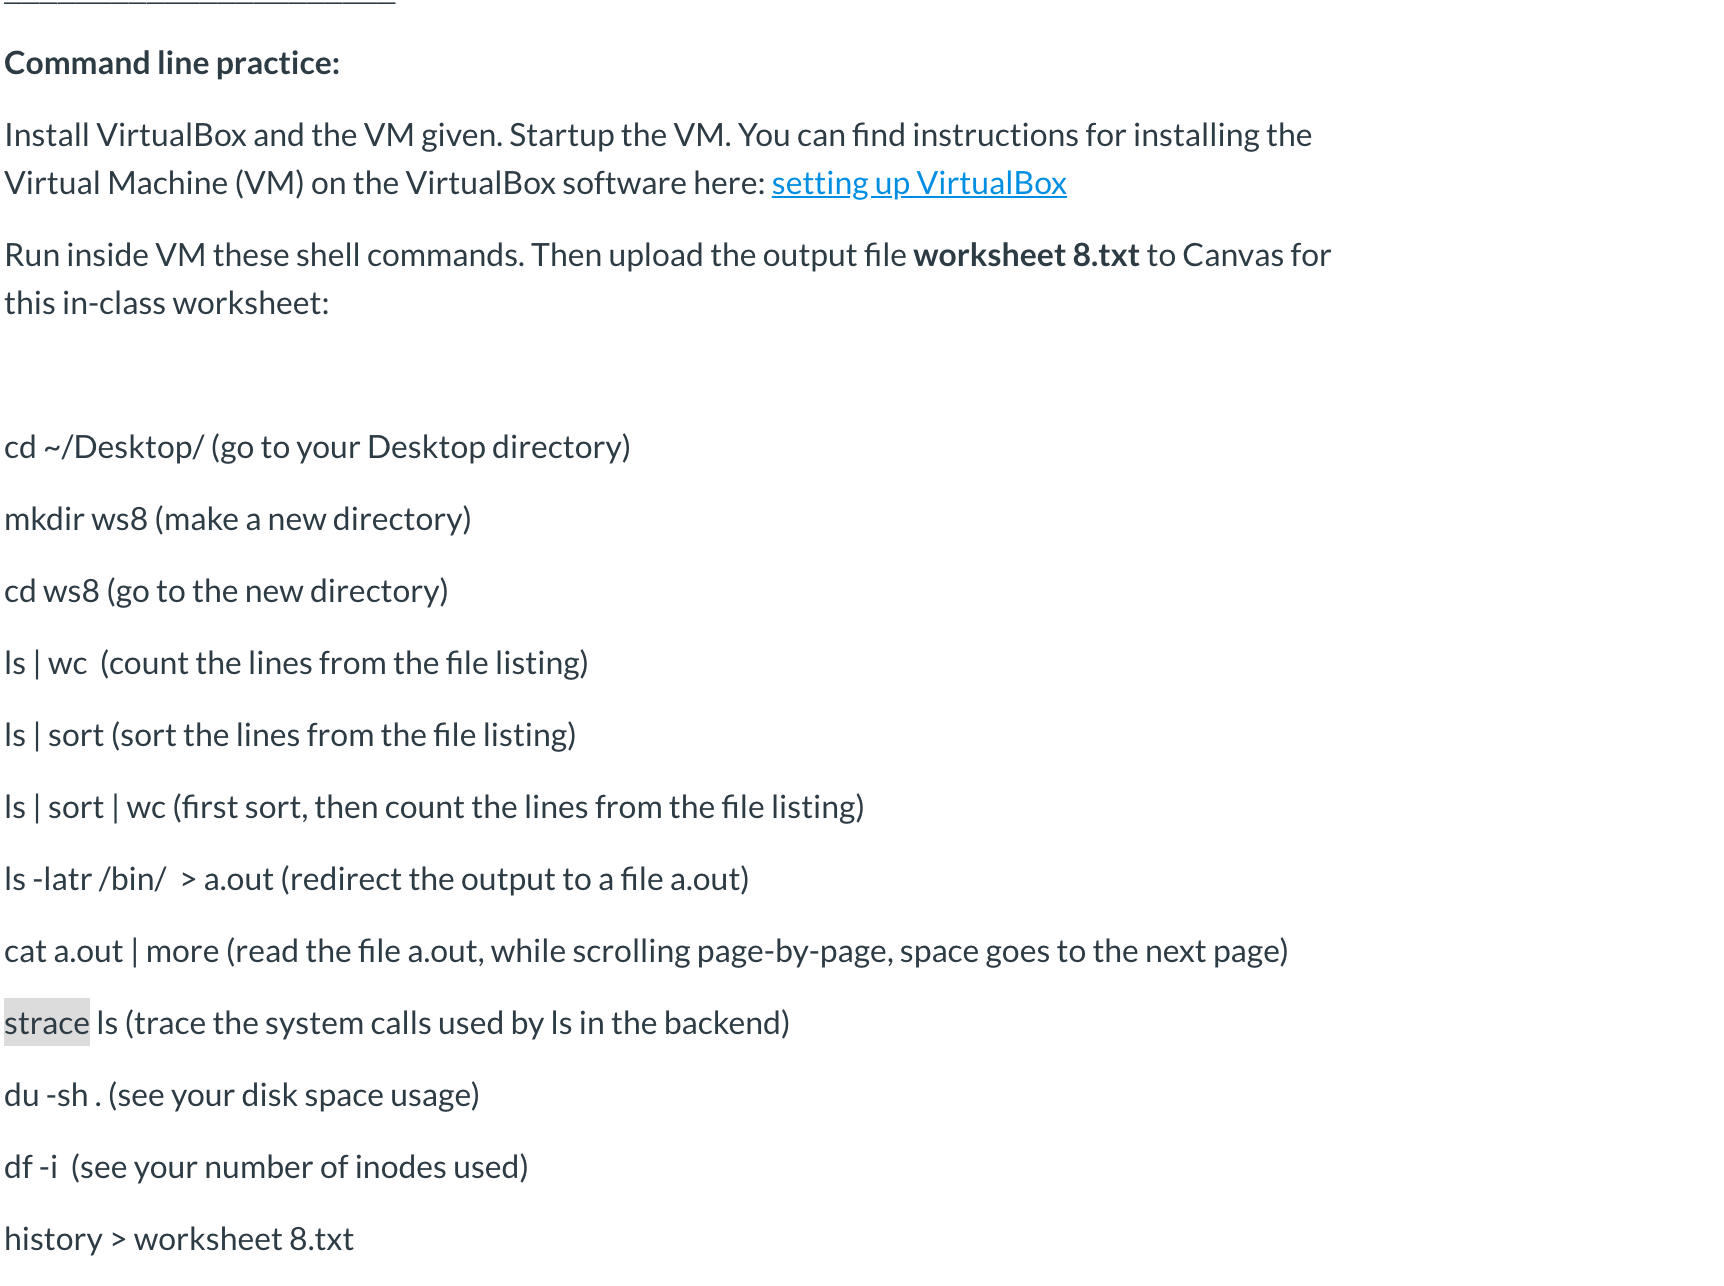 Command line practice:
Install VirtualBox and the VM given. Startup the VM. You can find instructions for installing the
Virtual Machine (VM) on the VirtualBox software here: setting up VirtualBox
Run inside VM these shell commands. Then upload the output file worksheet 8.txt to Canvas for
this in-class worksheet:
cd ~/Desktop/ (go to your Desktop directory)
mkdir ws8 (make a new directory)
cd ws8 (go to the new directory)
ls | wc  (count the lines from the file listing)
ls | sort (sort the lines from the file listing)
ls | sort | wc (first sort, then count the lines from the file listing)
ls -latr /bin/  > a.out (redirect the output to a file a.out)
cat a.out | more (read the file a.out, while scrolling page-by-page, space goes to the next page)
strace ls (trace the system calls used by ls in the backend)
du -sh . (see your disk space usage)
df -i  (see your number of inodes used)
history > worksheet 8.txt